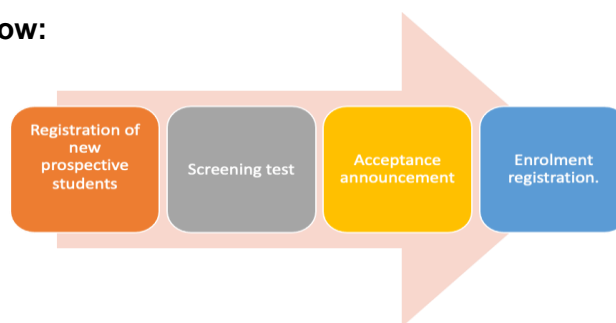 ow:
Registration of
new
prospective
students
Screening test
Acceptance
announcement
Enrolment
registration.